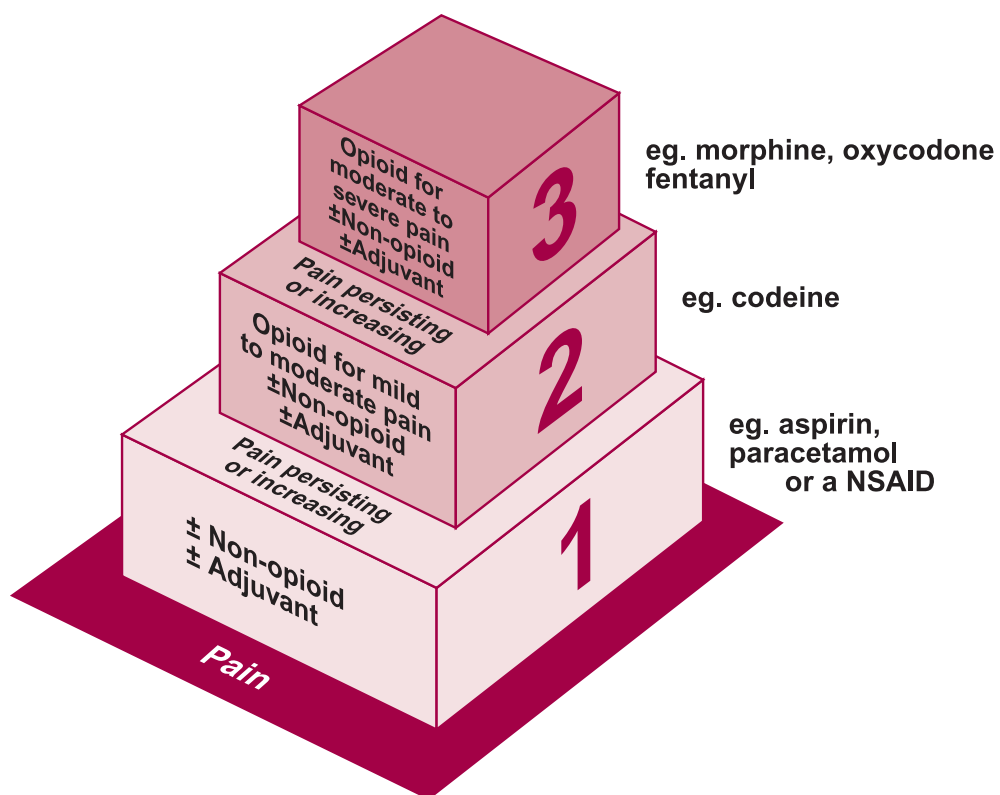 Opioid for
moderate to
severe pain
±Non-opioid
±Adjuvant
3
eg. morphine, oxycodone
fentanyl
Pain persisting
or increasing
Opioid for mild
to moderate pain
±Non-opioid
±Adjuvant
2
eg. codeine
Pain persisting
or increasing
± Non-opioid
± Adjuvant
1
eg. aspirin,
paracetamol
or a NSAID
Pain